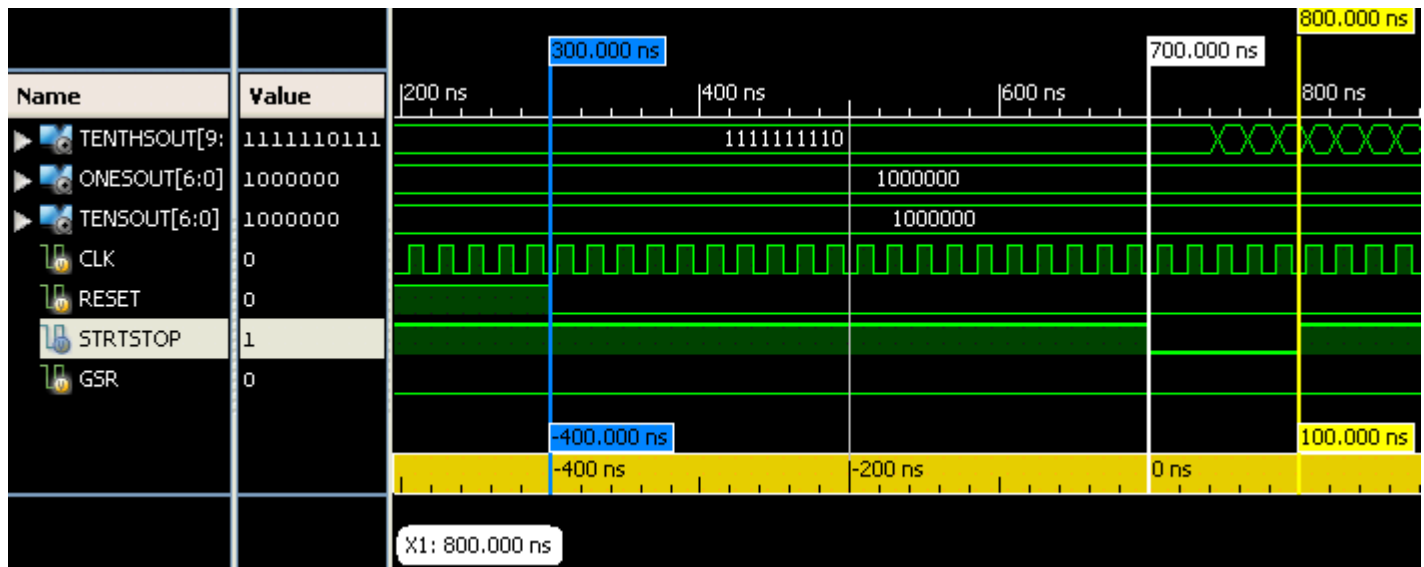 800.000 ns
300.000 ns 700.000 ns
Name Value 200 ns 400 ns 600 ns 800 ns
TENTHSOUT[9: 1111110111 1111111110
ONESOUT[6:0] 1000000 1000000
TENSOUT[6:0] 1000000 1000000
CLK 0
RESET 0
STRTSTOP 1
GSR 0
-400.000 ns 100.000 ns
-400 ns -200 ns 0 ns
X1: 800.000 ns